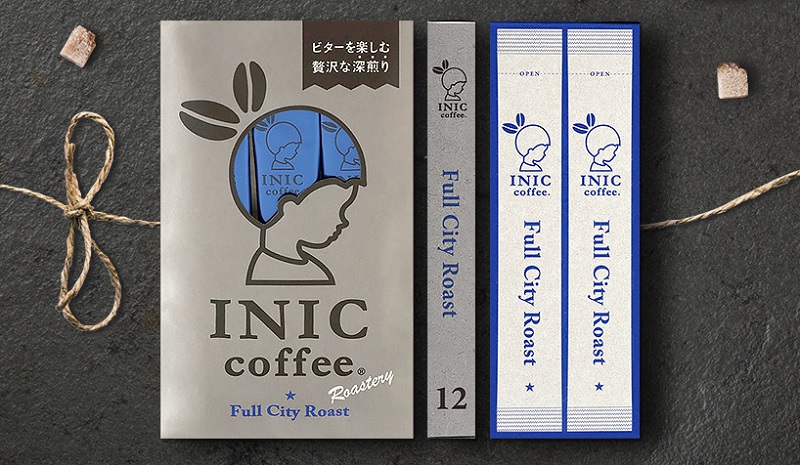 ビターを楽しむ
贅沢な深煎り
INIC
coffee
INIC
coffee®
Roastery
★
Full City Roast
INIC
coffee.
Full City Roast
12
OPEN
INIC
coffee.
Full City Roast
★
OPEN
INIC
coffee.
Full City Roast
★